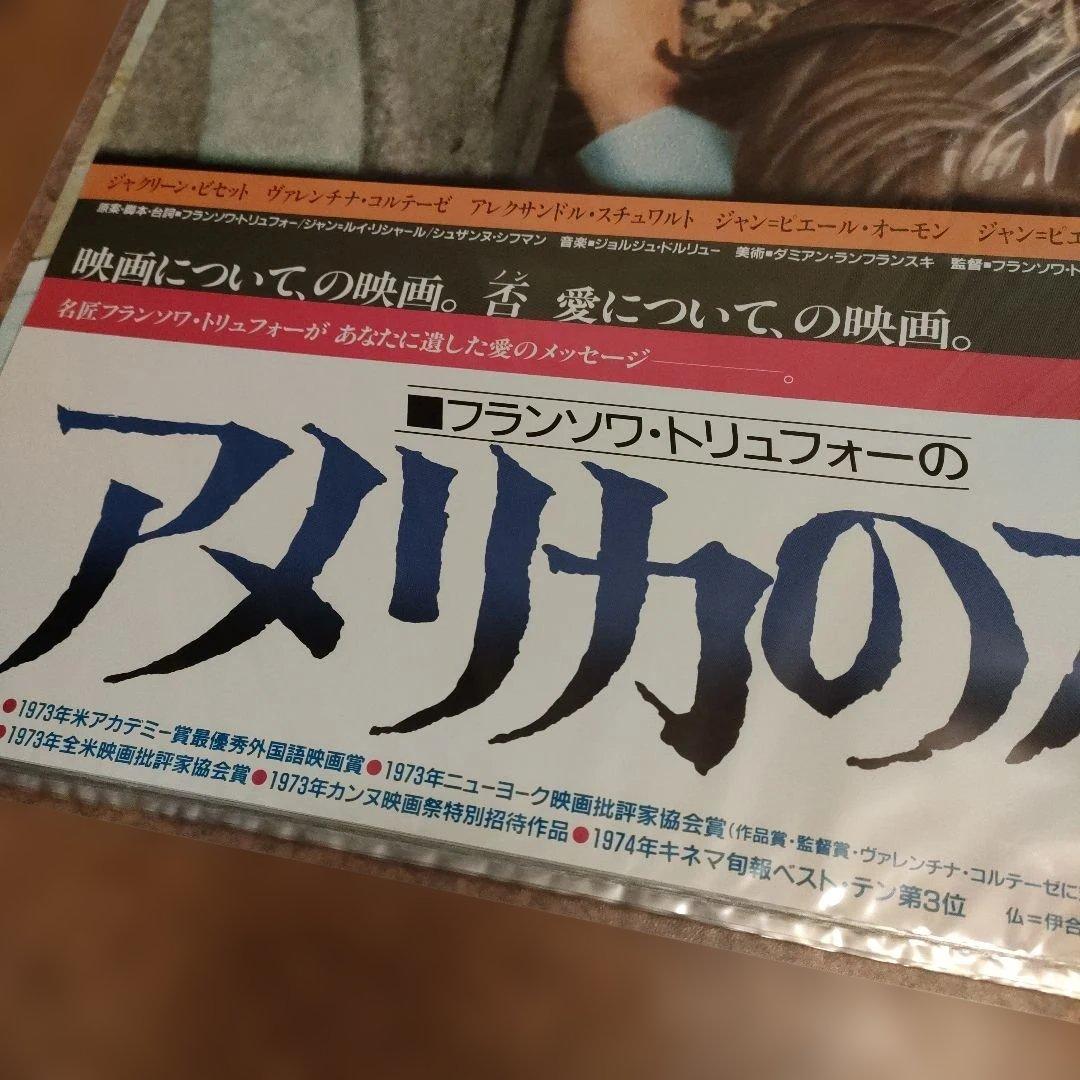 ジャクリーン・ビセット ヴァレンチナ・コルテーゼ アレクサンドル・スチュワルト ジャン=ピエール・オーモン ジャン=ピエ
原案・脚本・台詞■フランソワ・トリュフォー/ジャン=ルイ・リシャール/シュザンヌ・シフマン 音楽■ジョルジュ・ドルリュー 美術■ダミアン・ランフランスキ 監督■フランソワ・ト
映画について、の映画。否 愛について、の映画。
ノン
名匠フランソワ・トリュフォーが あなたに遺した愛のメッセージ――。
■フランソワ・トリュフォーの
アメリカの
●1973年米アカデミー賞最優秀外国語映画賞●1973年ニューヨーク映画批評家協会賞(作品賞・監督賞・ヴァレンチナ・コルテーゼに
●1973年全米映画批評家協会賞●1973年カンヌ映画祭特別招待作品●1974年キネマ旬報ベスト・テン第3位 仏=伊合